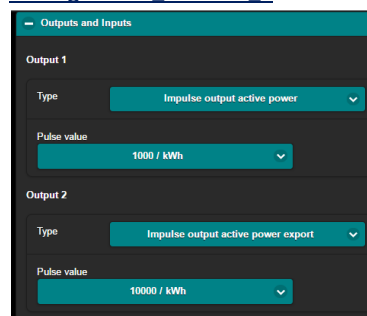 Outputs and Inputs
Output 1
Type Impulse output active power
Pulse value
1000 / kWh
Output 2
Type Impulse output active power export
Pulse value
10000 / kWh